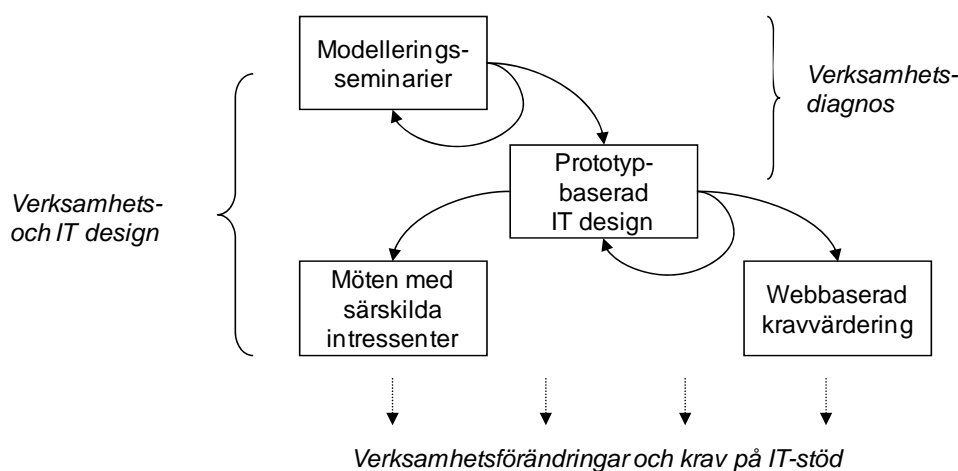 Modellerings-
seminarier
Verksamhets-
diagnos
Prototyp-
baserad
IT design
Verksamhets-
och IT design
Möten med
särskilda
intressenter
Webbaserad
kravvärdering
Verksamhetsförändringar och krav på IT-stöd